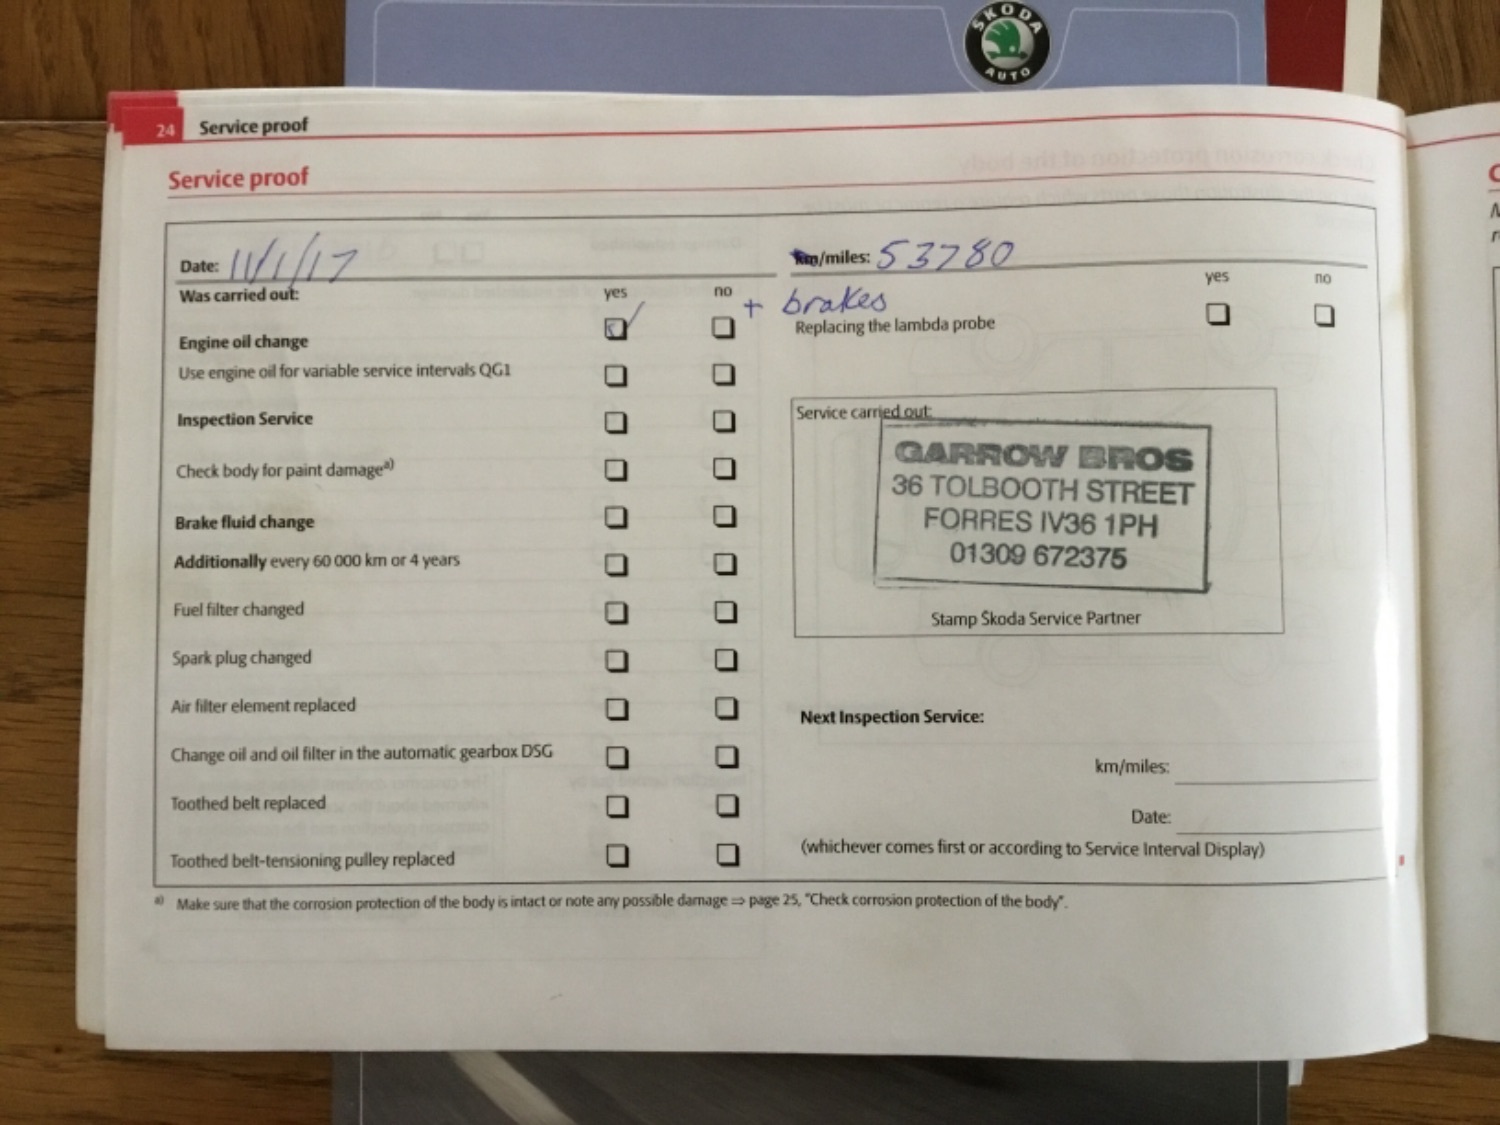 ŠKODA
AUTO
24 Service proof
Service proof
Date: 11/1/17
km/miles: 53780
Was carried out: yes no
+ brakes
yes no
Engine oil change
Replacing the lambda probe
Use engine oil for variable service intervals QG1
Inspection Service
Check body for paint damage a)
Brake fluid change
Additionally every 60 000 km or 4 years
Fuel filter changed
Spark plug changed
Air filter element replaced
Change oil and oil filter in the automatic gearbox DSG
Toothed belt replaced
Toothed belt-tensioning pulley replaced
Service carried out:
GARROW BROS
36 TOLBOOTH STREET
FORRES IV36 1PH
01309 672375
Stamp Škoda Service Partner
Next Inspection Service:
km/miles:
Date:
(whichever comes first or according to Service Interval Display)
a) Make sure that the corrosion protection of the body is intact or note any possible damage ⇒ page 25, "Check corrosion protection of the body".